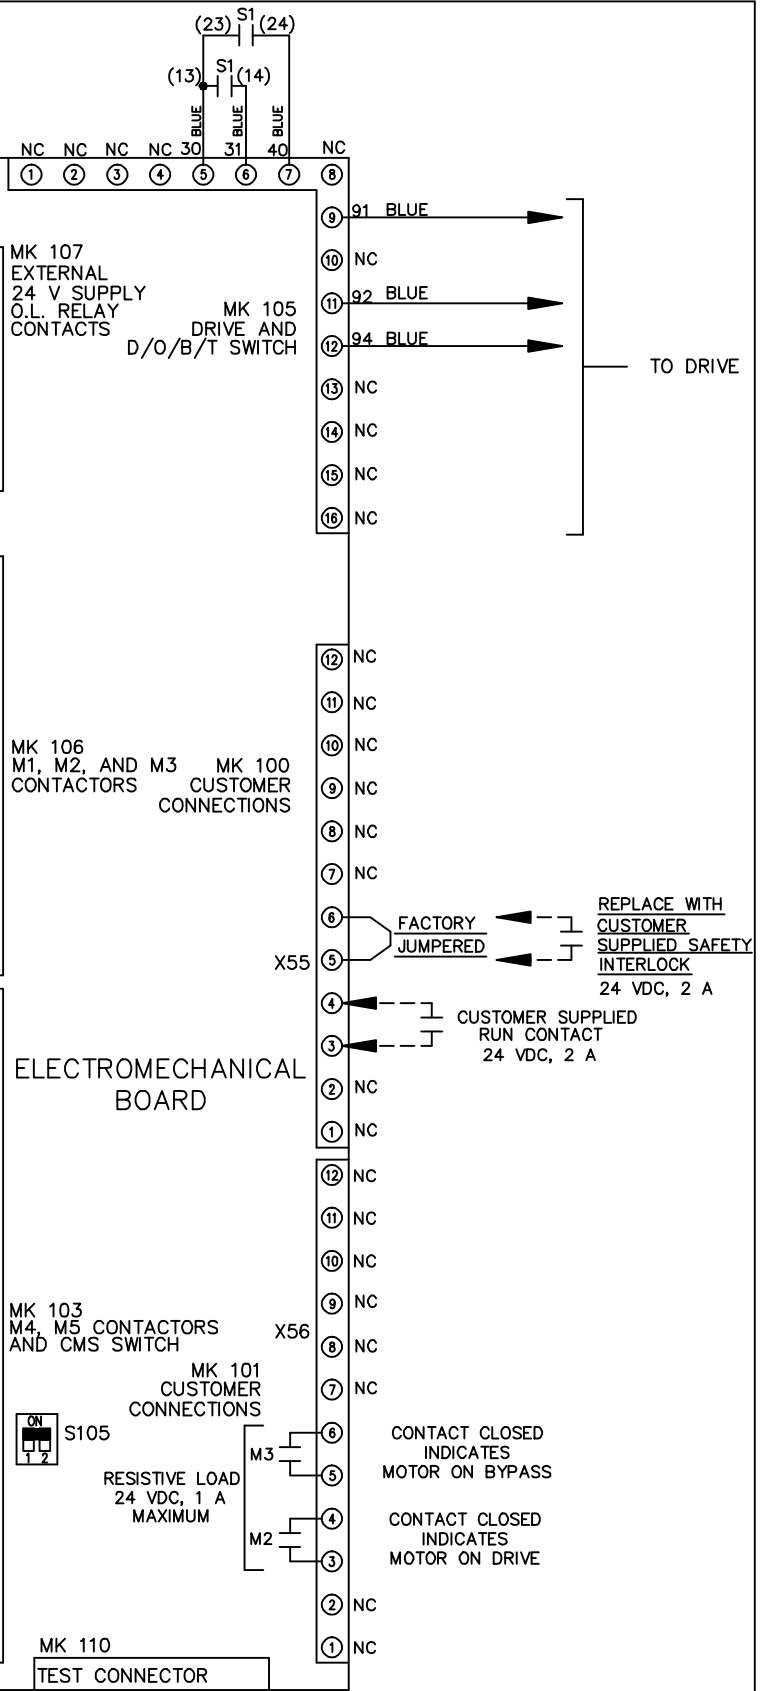 (23) S1 (24)
(13) S1 (14)
BLUE BLUE BLUE
NC NC NC NC 30 31 40 NC
1 2 3 4 5 6 7 8
9 91 BLUE
10 NC
11 92 BLUE
12 94 BLUE
13 NC
14 NC
15 NC
16 NC
TO DRIVE
MK 107
EXTERNAL
24 V SUPPLY
O.L. RELAY
CONTACTS
MK 105
DRIVE AND
D/O/B/T SWITCH
12 NC
11 NC
10 NC
9 NC
8 NC
7 NC
6
5
4
3
2 NC
1 NC
MK 106
M1, M2, AND M3
CONTACTORS
MK 100
CUSTOMER
CONNECTIONS
X55
FACTORY
JUMPERED
REPLACE WITH
CUSTOMER
SUPPLIED SAFETY
INTERLOCK
24 VDC, 2 A
CUSTOMER SUPPLIED
RUN CONTACT
24 VDC, 2 A
ELECTROMECHANICAL
BOARD
12 NC
11 NC
10 NC
9 NC
8 NC
7 NC
6
5
4
3
2 NC
1 NC
MK 103
M4, M5 CONTACTORS
AND CMS SWITCH
X56
MK 101
CUSTOMER
CONNECTIONS
ON
1 2
S105
M3
RESISTIVE LOAD
24 VDC, 1 A
MAXIMUM
M2
CONTACT CLOSED
INDICATES
MOTOR ON BYPASS
CONTACT CLOSED
INDICATES
MOTOR ON DRIVE
MK 110
TEST CONNECTOR